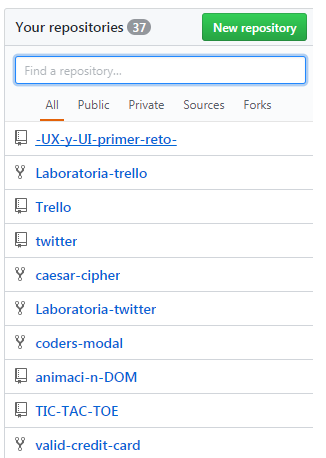 Your repositories 37 New repository
Find a repository...
All Public Private Sources Forks
-UX-y-UI-primer-reto-
Laboratoria-trello
Trello
twitter
caesar-cipher
Laboratoria-twitter
coders-modal
animaci-n-DOM
TIC-TAC-TOE
valid-credit-card